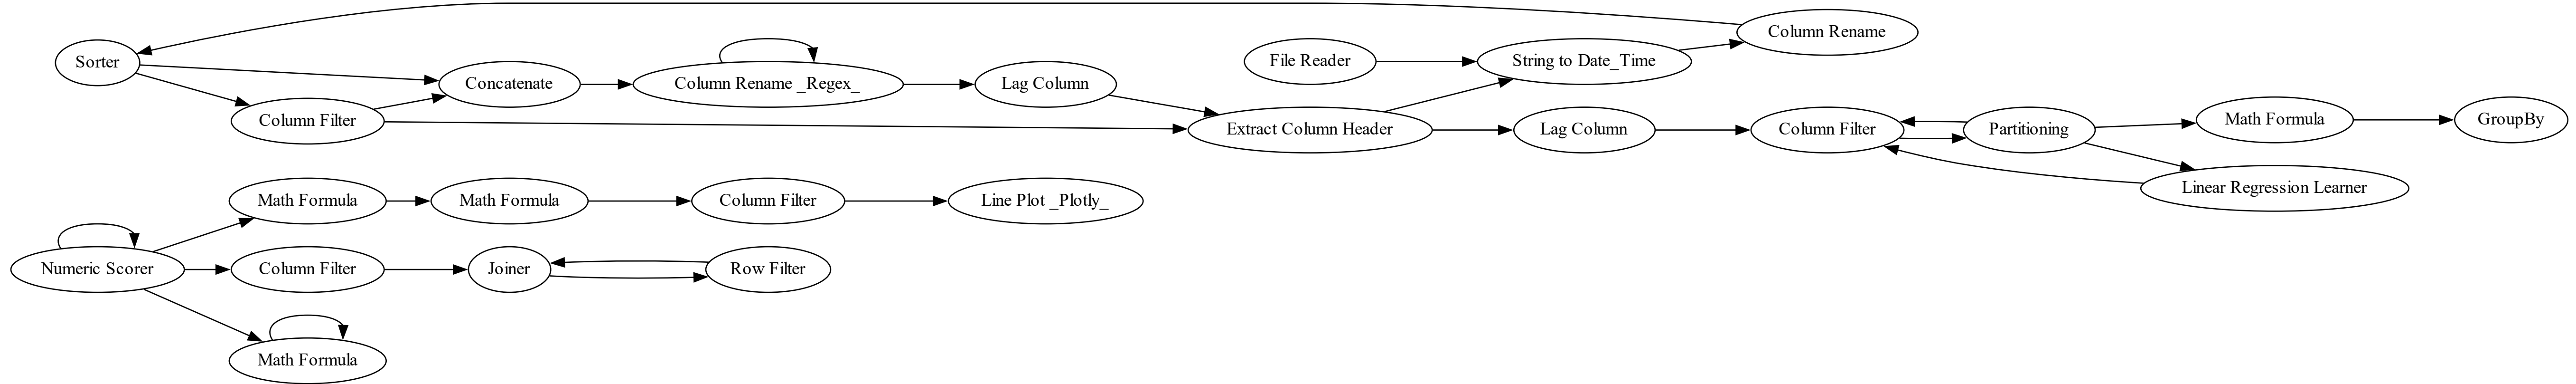 Column Rename
Sorter
File Reader
String to Date_Time
Concatenate
Column Rename _Regex_
Lag Column
Column Filter
Extract Column Header
Lag Column
Column Filter
Partitioning
Math Formula
GroupBy
Linear Regression Learner
Math Formula
Math Formula
Column Filter
Line Plot _Plotly_
Numeric Scorer
Column Filter
Joiner
Row Filter
Math Formula